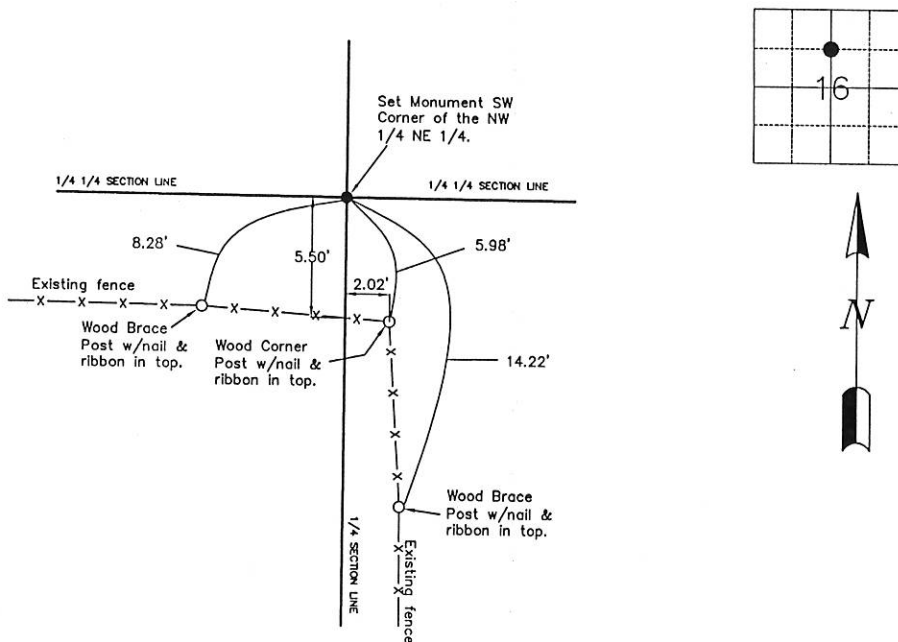 16
Set Monument SW
Corner of the NW
1/4 NE 1/4.
1/4 1/4 SECTION LINE
1/4 1/4 SECTION LINE
8.28'
5.50'
5.98'
2.02'
Existing fence
Wood Brace
Post w/nail &
ribbon in top.
Wood Corner
Post w/nail &
ribbon in top.
14.22'
N
Wood Brace
Post w/nail &
ribbon in top.
1/4 SECTION LINE
Existing fence